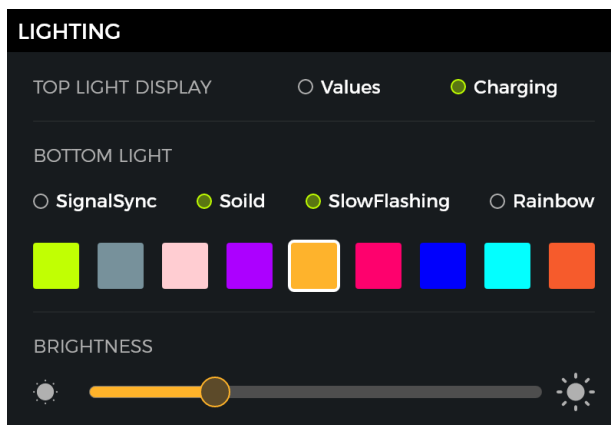 LIGHTING
TOP LIGHT DISPLAY Values Charging
BOTTOM LIGHT
SignalSync Soild SlowFlashing Rainbow
BRIGHTNESS